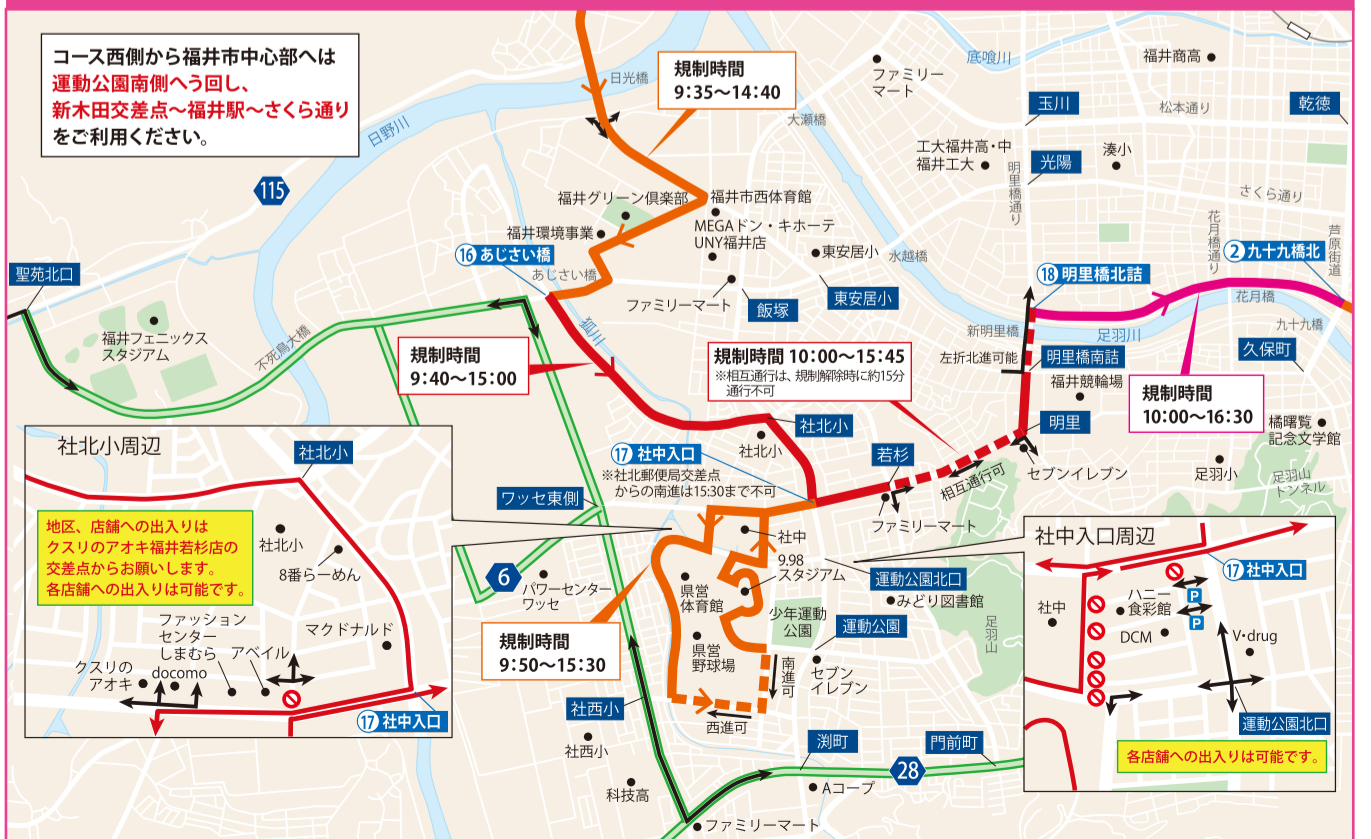 コース西側から福井市中心部へは
運動公園南側へう回し、
新木田交差点～福井駅～さくら通り
をご利用ください。
日野川
115
日光橋
規制時間
9:35～14:40
ファミリー
マート
底喰川
福井商高
大瀬橋
玉川
松本通り
乾徳
工大福井高・中
福井工大
明里橋通り
光陽
湊小
さくら通り
花月橋通り
芦原街道
福井グリーン倶楽部
福井市西体育館
福井環境事業
MEGAドン・キホーテ
UNY福井店
東安居小
水越橋
⑯あじさい橋
あじさい橋
ファミリーマート
飯塚
東安居小
⑱明里橋北詰
②九十九橋北
花月橋
足羽川
九十九橋
聖苑北口
福井フェニックス
スタジアム
不死鳥大橋
狐川
規制時間
9:40～15:00
規制時間 10:00～15:45
※相互通行は、規制解除時に約15分
通行不可
新明里橋
左折北進可能
明里橋南詰
福井競輪場
久保町
規制時間
10:00～16:30
明里
橘曙覧
記念文学館
セブンイレブン
足羽小
足羽山
トンネル
社北小
社北小
⑰社中入口
※社北郵便局交差点
からの南進は15:30まで不可
若杉
相互通行可
ファミリーマート
ワッセ東側
6
パワーセンター
ワッセ
社中
9.98
スタジアム
県営
体育館
県営
野球場
少年運動
公園
運動公園北口
みどり図書館
運動公園
セブン
イレブン
足羽山
規制時間
9:50～15:30
南進可
西進可
社西小
社西小
科技高
渕町
28
門前町
Aコープ
ファミリーマート
社北小周辺
社北小
地区、店舗への出入りは
クスリのアオキ福井若杉店の
交差点からお願いします。
各店舗への出入りは可能です。
社北小
8番らーめん
ファッション
センター
しまむら
アベイル
マクドナルド
クスリの
アオキ
docomo
⑰社中入口
社中入口周辺
⑰社中入口
社中
ハニー
食彩館
P
P
DCM
V・drug
運動公園北口
各店舗への出入りは可能です。